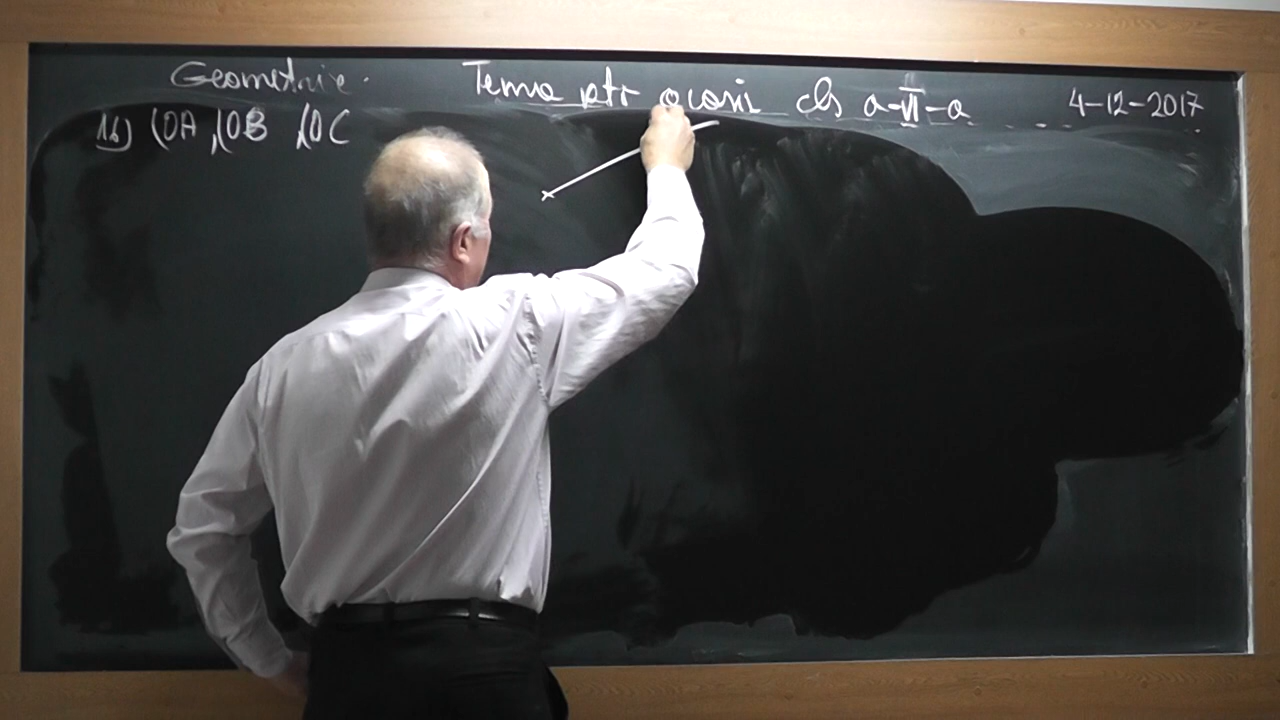 Geometrie. Tema ptr acasă cls a-VI-a 4-12-2017
1b) (OA, (OB (OC